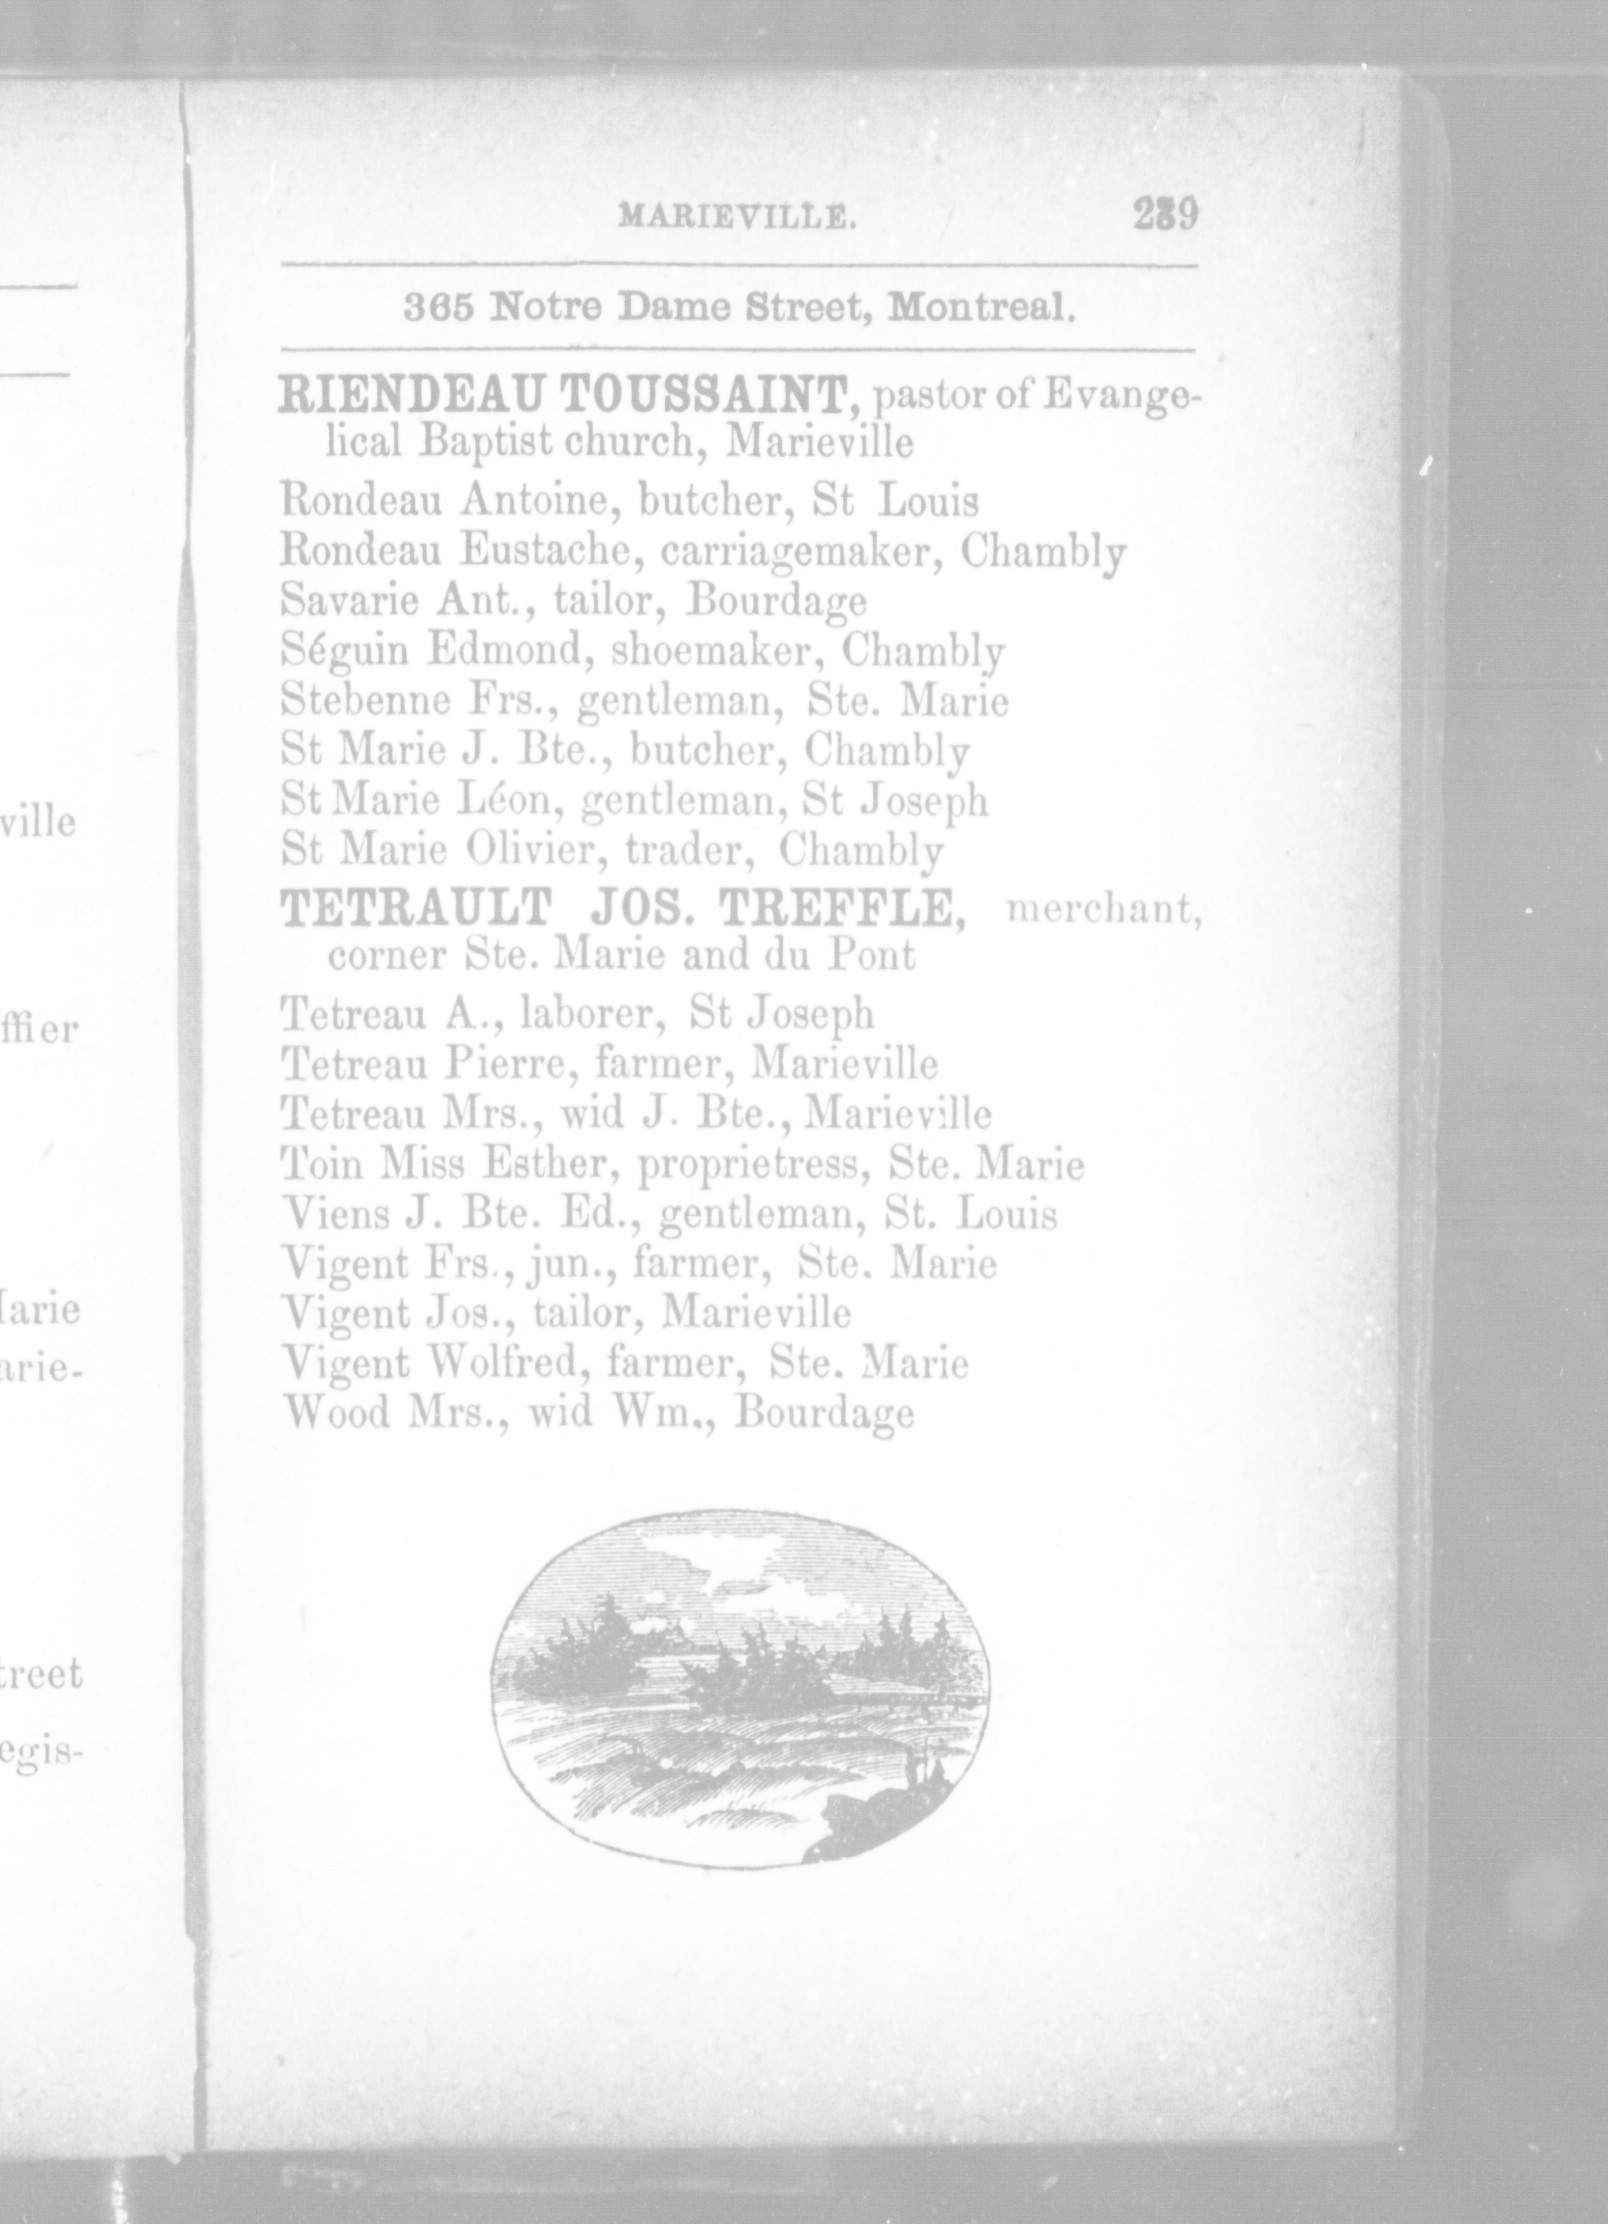 ville
ffier
arie
arie-
treet
egis-
MARIEVILLE. 239
365 Notre Dame Street, Montreal.
RIENDEAU TOUSSAINT, pastor of Evange-
lical Baptist church, Marieville
Rondeau Antoine, butcher, St Louis
Rondeau Eustache, carriagemaker, Chambly
Savarie Ant., tailor, Bourdage
Séguin Edmond, shoemaker, Chambly
Stebenne Frs., gentleman, Ste. Marie
St Marie J. Bte., butcher, Chambly
St Marie Léon, gentleman, St Joseph
St Marie Olivier, trader, Chambly
TETRAULT JOS. TREFFLE, merchant,
corner Ste. Marie and du Pont
Tetreau A., laborer, St Joseph
Tetreau Pierre, farmer, Marieville
Tetreau Mrs., wid J. Bte., Marieville
Toin Miss Esther, proprietress, Ste. Marie
Viens J. Bte. Ed., gentleman, St. Louis
Vigent Frs., jun., farmer, Ste. Marie
Vigent Jos., tailor, Marieville
Vigent Wolfred, farmer, Ste. Marie
Wood Mrs., wid Wm., Bourdage